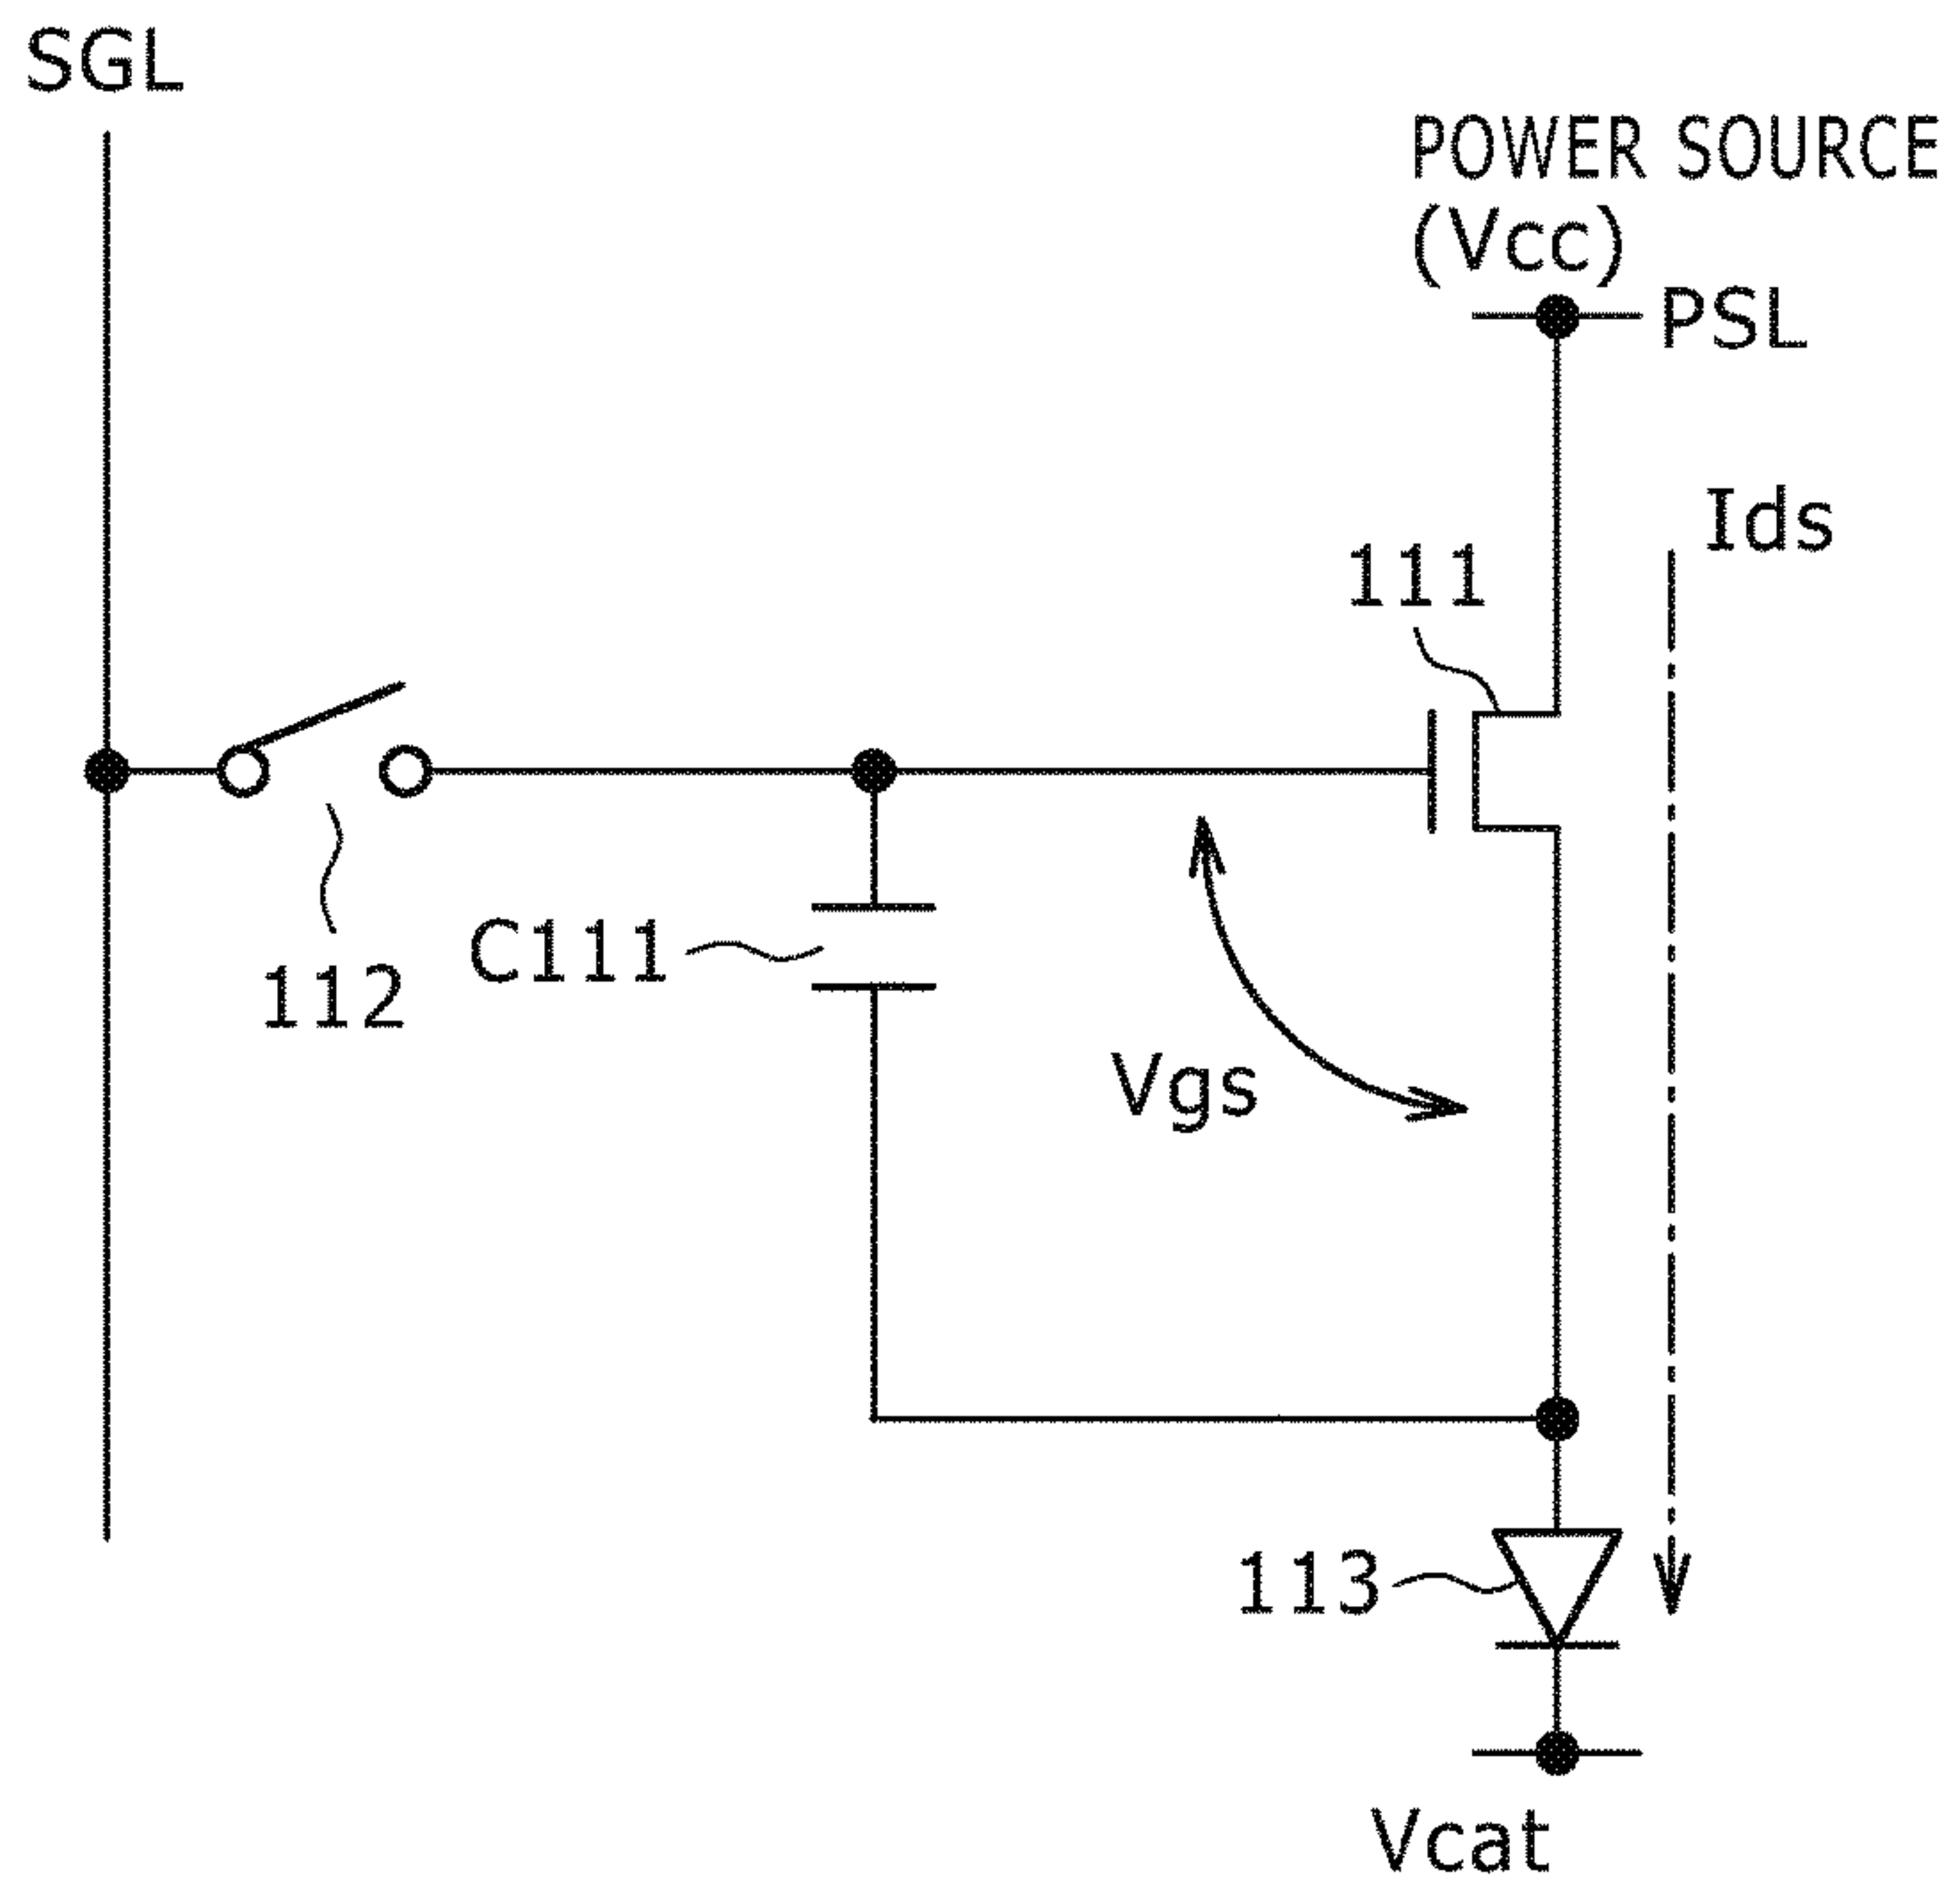 SGL
POWER SOURCE
(Vcc)
PSL
Ids
111
112
C111
Vgs
113
Vcat